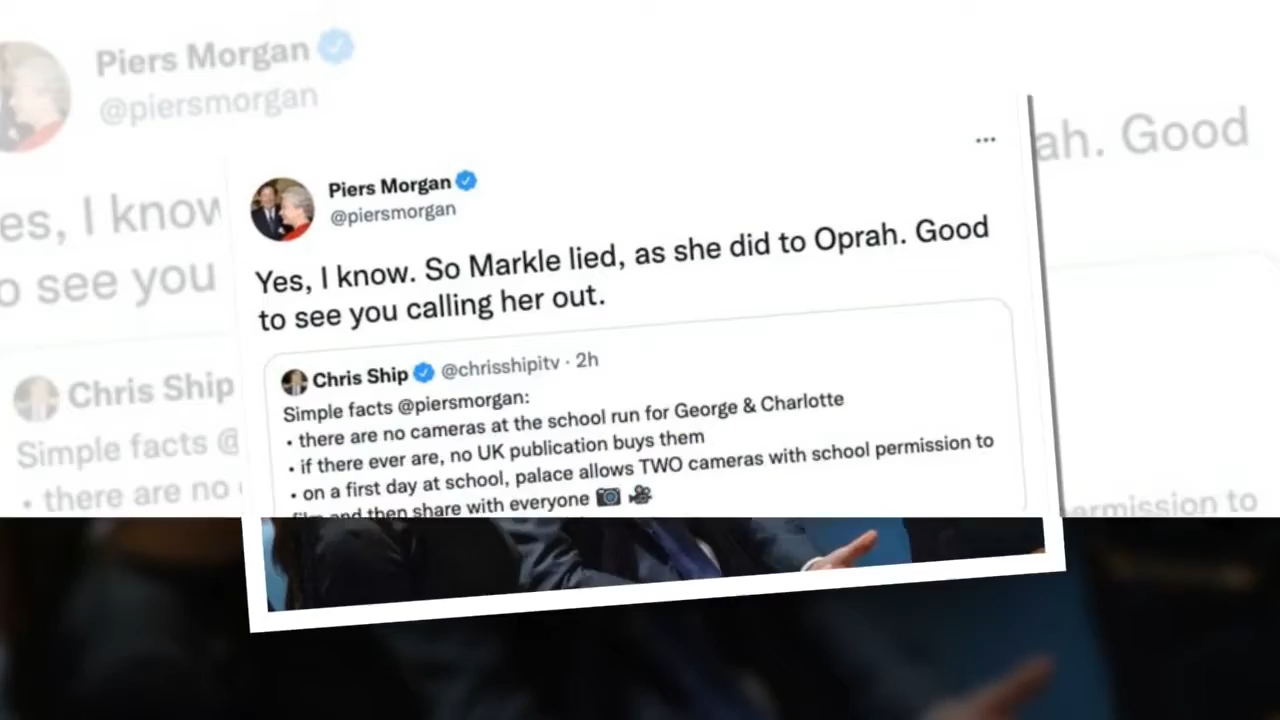 Piers Morgan
@piersmorgan
ah. Good
es, I know
o see you
Chris Ship
Simple facts @
• there are no
ermission to
...
Piers Morgan
@piersmorgan
Yes, I know. So Markle lied, as she did to Oprah. Good
to see you calling her out.
Chris Ship @chrisshipitv · 2h
Simple facts @piersmorgan:
• there are no cameras at the school run for George & Charlotte
• if there ever are, no UK publication buys them
• on a first day at school, palace allows TWO cameras with school permission to
film and then share with everyone 📷 🎥